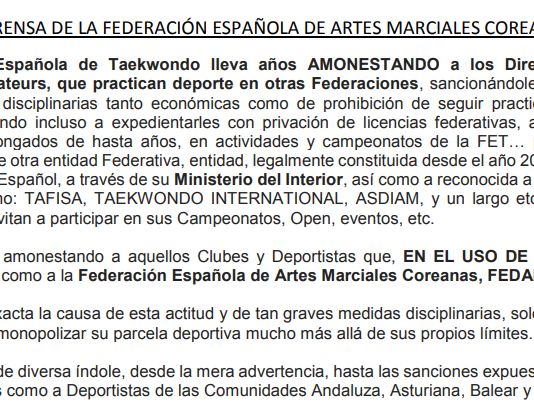 RENSA DE LA FEDERACIÓN ESPAÑOLA DE ARTES MARCIALES COREA
Española de Taekwondo lleva años AMONESTANDO a los Dire
ateurs, que practican deporte en otras Federaciones, sancionándole
disciplinarias tanto económicas como de prohibición de seguir practic
ndo incluso a expedientarles con privación de licencias federativas, a
ongados de hasta años, en actividades y campeonatos de la FET…
e otra entidad Federativa, entidad, legalmente constituida desde el año 20
Español, a través de su Ministerio del Interior, así como a reconocida a
mo: TAFISA, TAEKWONDO INTERNATIONAL, ASDIAM, y un largo etc
vitan a participar en sus Campeonatos, Open, eventos, etc.
amonestando a aquellos Clubes y Deportistas que, EN EL USO DE
como a la Federación Española de Artes Marciales Coreanas, FEDA
xacta la causa de esta actitud y de tan graves medidas disciplinarias, sol
monopolizar su parcela deportiva mucho más allá de sus propios límites.
de diversa índole, desde la mera advertencia, hasta las sanciones expues
s como a Deportistas de las Comunidades Andaluza, Asturiana, Balear y